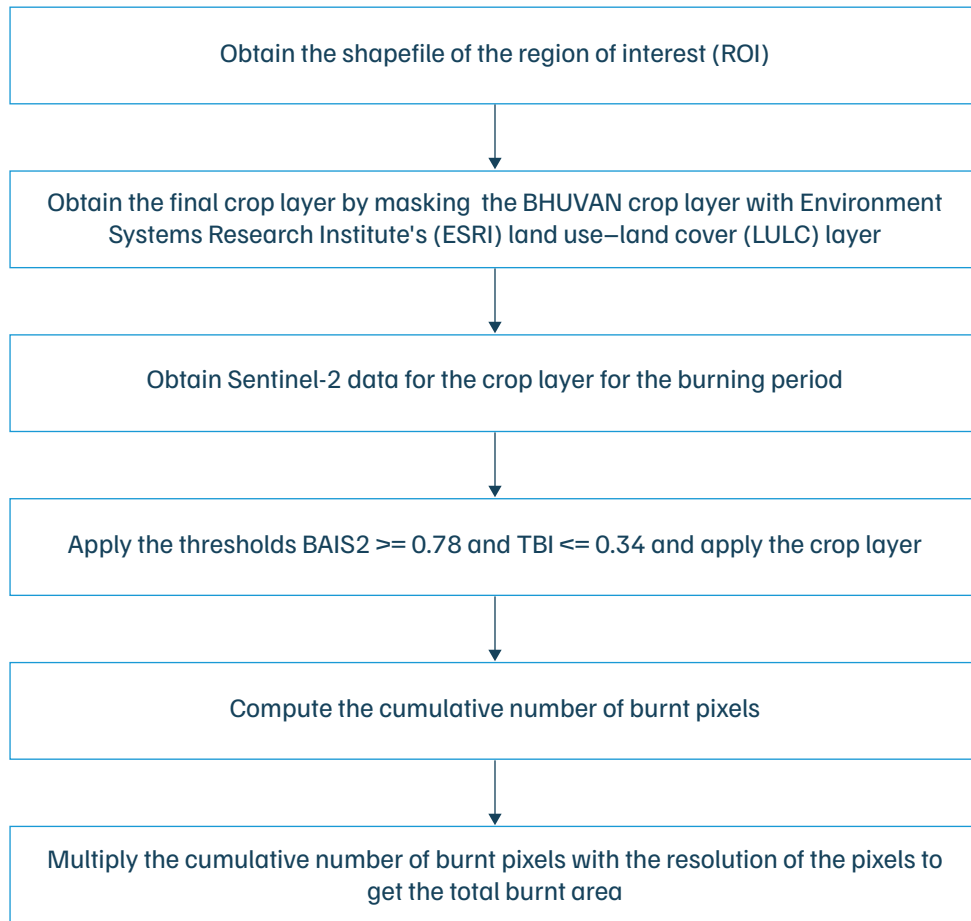 Obtain the shapefile of the region of interest (ROI)
Obtain the final crop layer by masking  the BHUVAN crop layer with Environment
Systems Research Institute's (ESRI) land use–land cover (LULC) layer
Obtain Sentinel-2 data for the crop layer for the burning period
Apply the thresholds BAIS2 >= 0.78 and TBI <= 0.34 and apply the crop layer
Compute the cumulative number of burnt pixels
Multiply the cumulative number of burnt pixels with the resolution of the pixels to
get the total burnt area